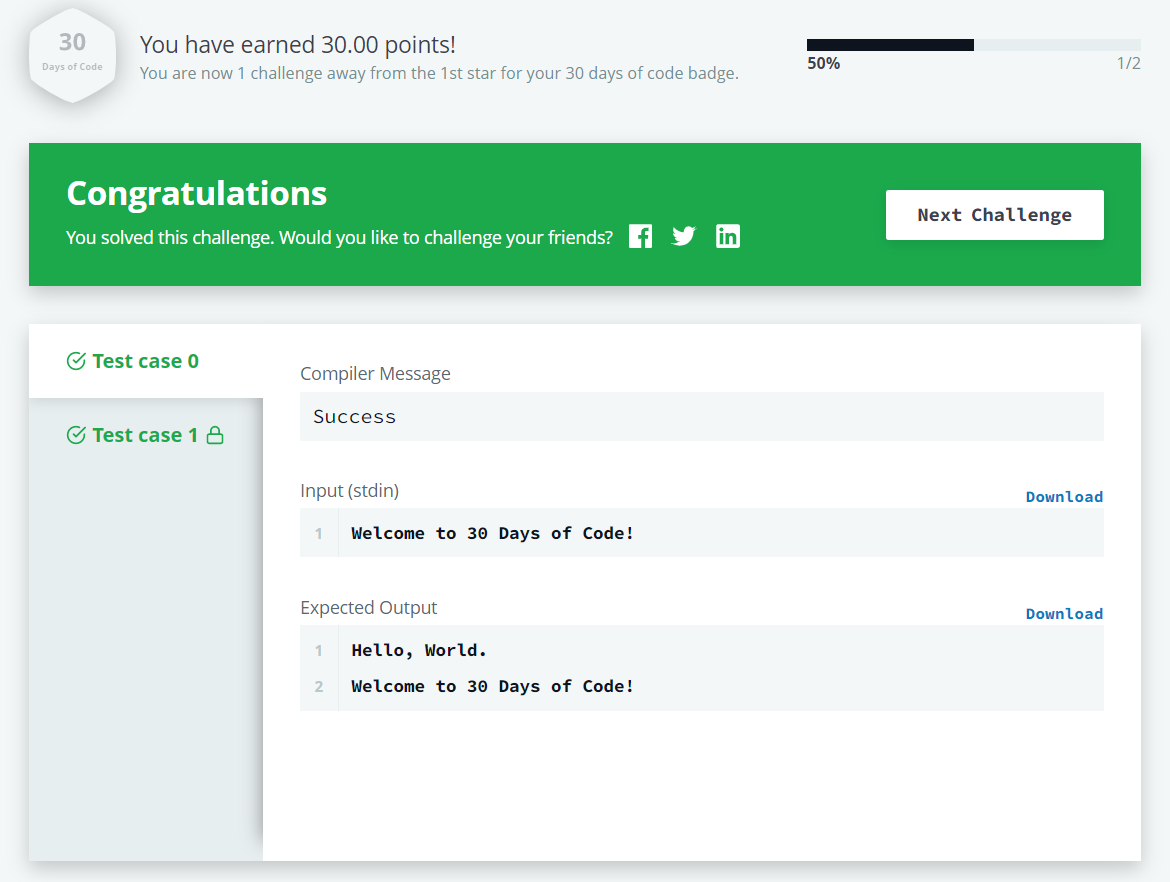 30
Days of Code
You have earned 30.00 points!
You are now 1 challenge away from the 1st star for your 30 days of code badge.
50%
1/2
Congratulations
You solved this challenge. Would you like to challenge your friends?
Next Challenge
Test case 0
Test case 1
Compiler Message
Success
Input (stdin)
Download
1 Welcome to 30 Days of Code!
Expected Output
Download
1 Hello, World.
2 Welcome to 30 Days of Code!